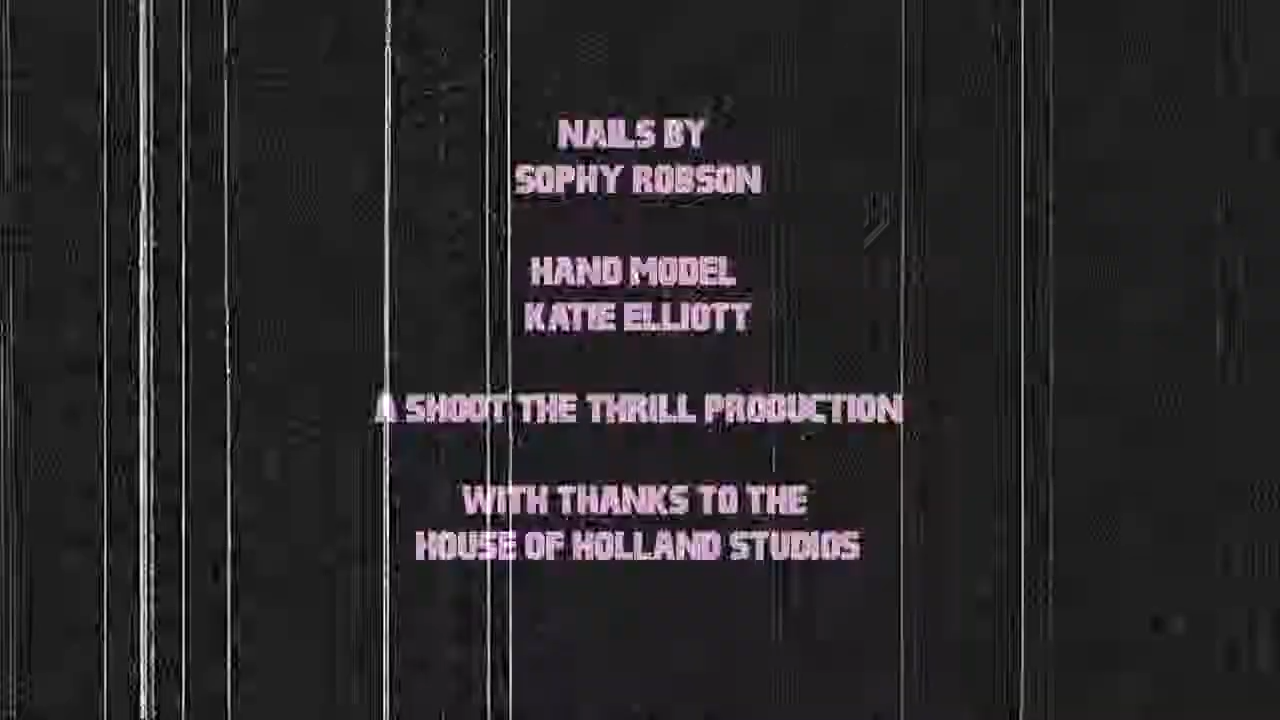 NAILS BY
SOPHY ROBSON
HAND MODEL
KATIE ELLIOTT
A SHOOT THE THRILL PRODUCTION
WITH THANKS TO THE
HOUSE OF HOLLAND STUDIOS